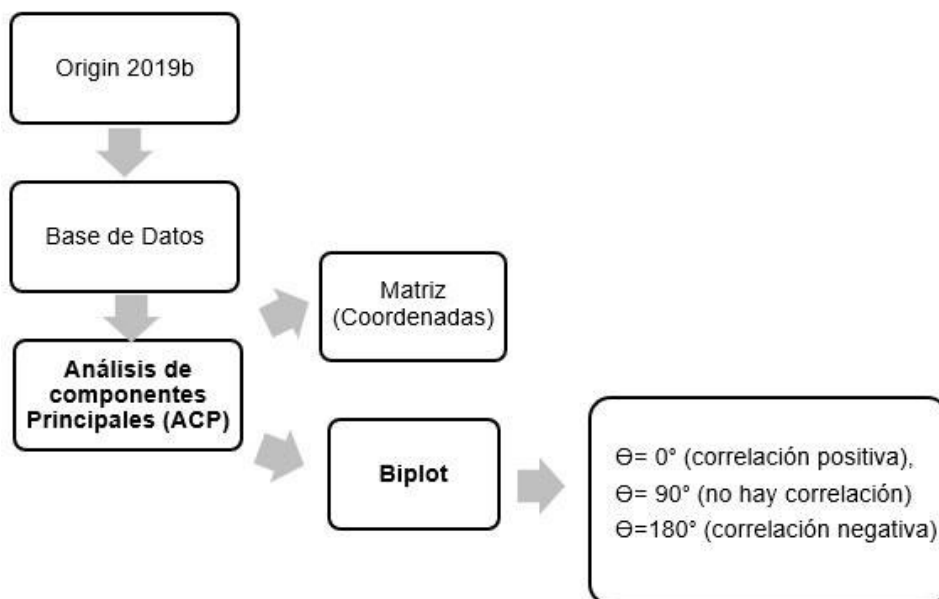 Origin 2019b
Base de Datos
Matriz
(Coordenadas)
Análisis de
componentes
Principales (ACP)
Biplot
ϴ= 0° (correlación positiva),
ϴ= 90° (no hay correlación)
ϴ=180° (correlación negativa)